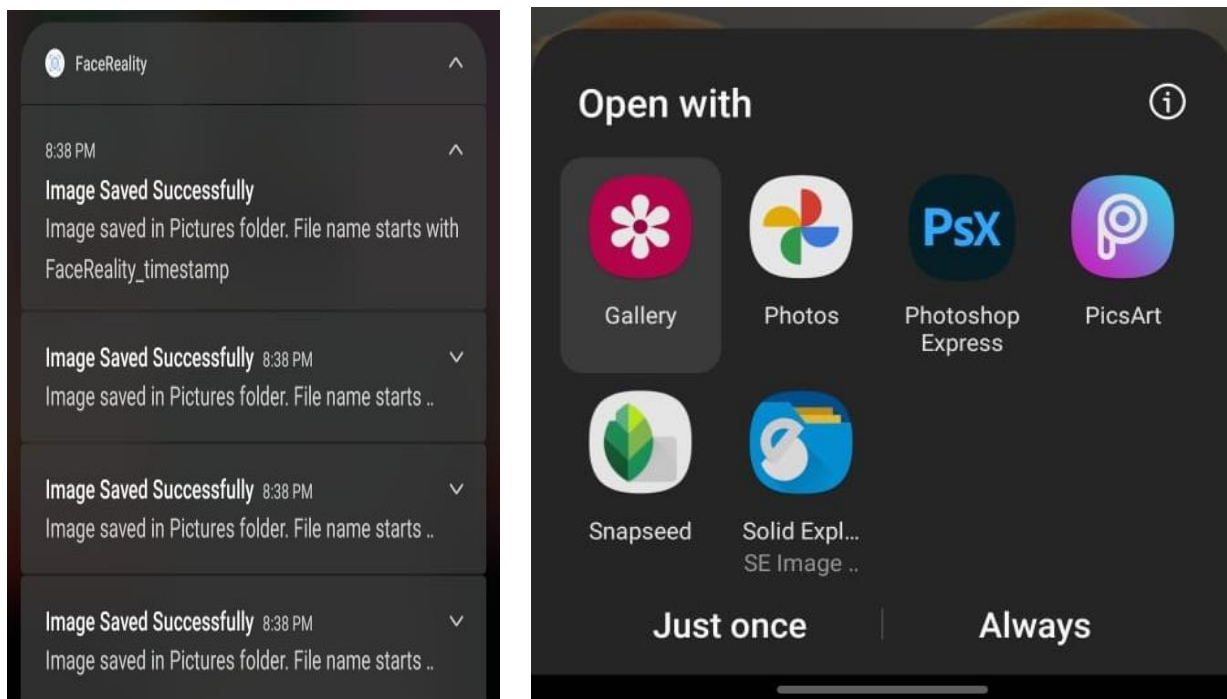 FaceReality
8:38 PM
Image Saved Successfully
Image saved in Pictures folder. File name starts with
FaceReality_timestamp
Image Saved Successfully 8:38 PM
Image saved in Pictures folder. File name starts ..
Image Saved Successfully 8:38 PM
Image saved in Pictures folder. File name starts ..
Image Saved Successfully 8:38 PM
Image saved in Pictures folder. File name starts ..
Open with
PsX
Gallery Photos Photoshop Express PicsArt
Snapseed Solid Expl...
SE Image ..
Just once Always